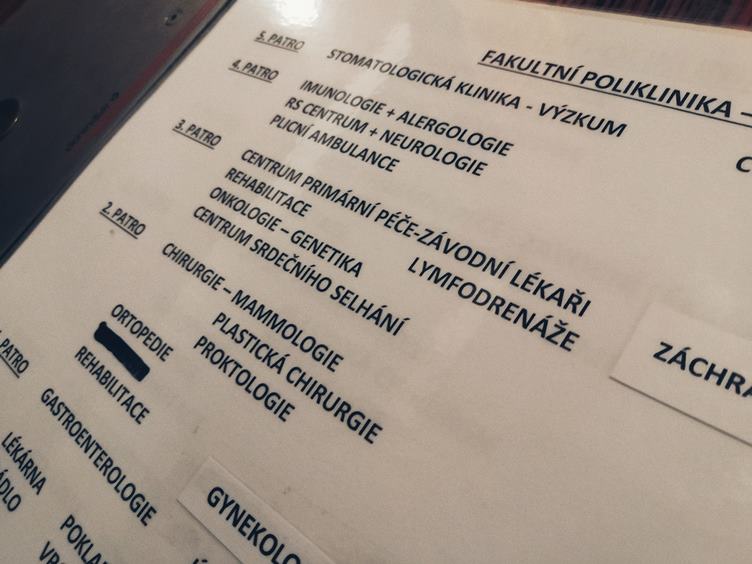 FAKULTNÍ POLIKLINIKA –
5. PATRO STOMATOLOGICKÁ KLINIKA - VÝZKUM
4. PATRO IMUNOLOGIE + ALERGOLOGIE
RS CENTRUM + NEUROLOGIE
PLICNÍ AMBULANCE
3. PATRO CENTRUM PRIMÁRNÍ PÉČE-ZÁVODNÍ LÉKAŘI
REHABILITACE LYMFODRENÁŽE
ONKOLOGIE – GENETIKA
CENTRUM SRDEČNÍHO SELHÁNÍ
2. PATRO CHIRURGIE – MAMMOLOGIE
PLASTICKÁ CHIRURGIE
PROKTOLOGIE
ORTOPEDIE
REHABILITACE
PATRO GASTROENTEROLOGIE
LÉKÁRNA
GYNEKOLO